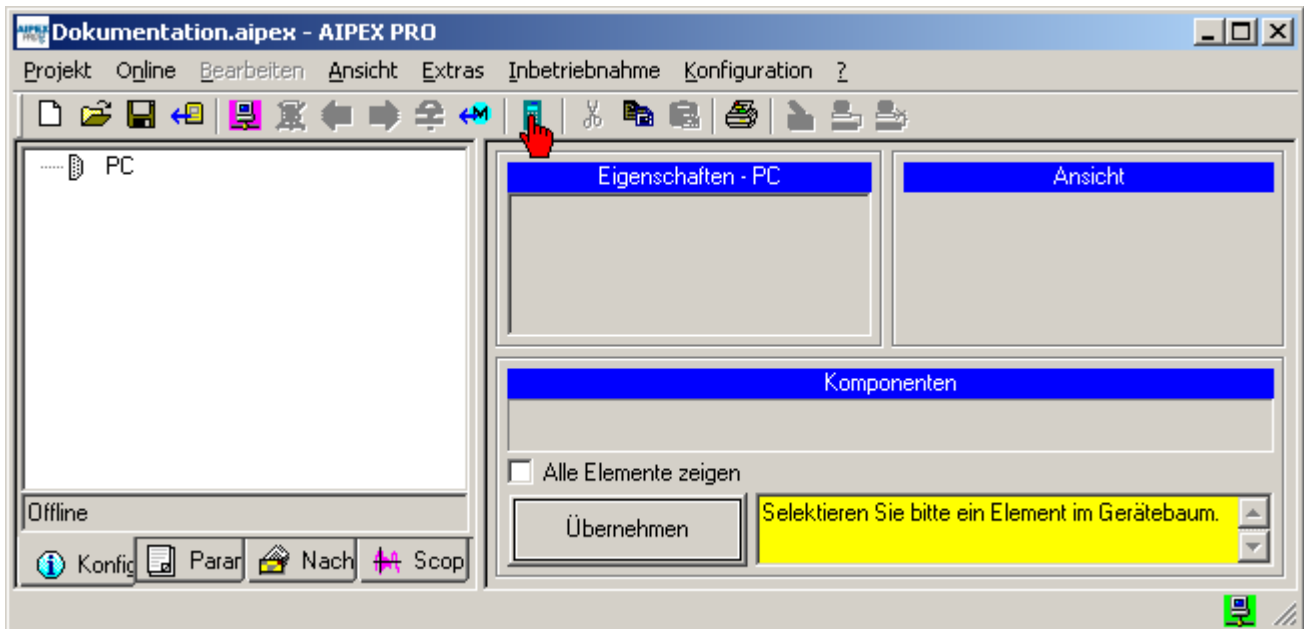 Dokumentation.aipex - AIPEX PRO
Projekt Online Bearbeiten Ansicht Extras Inbetriebnahme Konfiguration ?
M
PC
Eigenschaften - PC
Ansicht
Komponenten
Alle Elemente zeigen
Offline
Übernehmen
Selektieren Sie bitte ein Element im Gerätebaum.
Konfig Parar Nach Scop